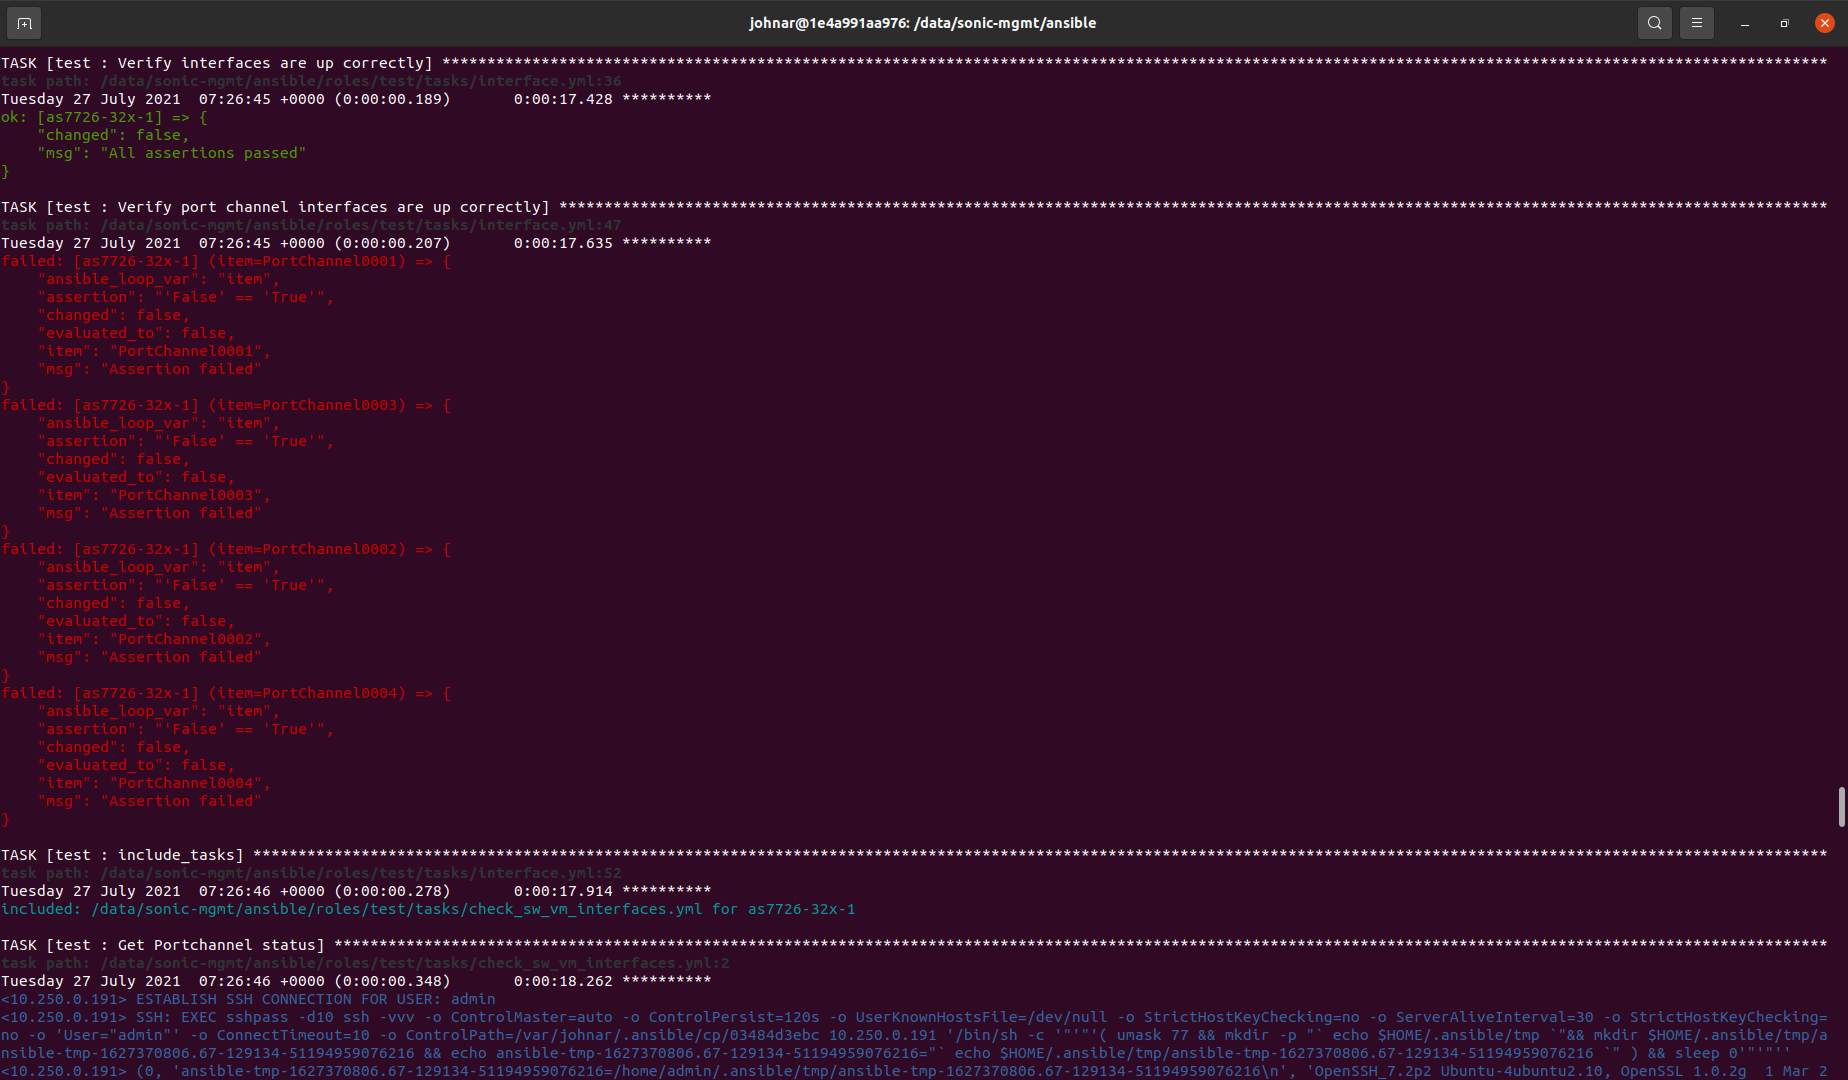 johnar@1e4a991aa976: /data/sonic-mgmt/ansible
TASK [test : Verify interfaces are up correctly] **********************************************************************************************************************************************************
task path: /data/sonic-mgmt/ansible/roles/test/tasks/interface.yml:36
Tuesday 27 July 2021  07:26:45 +0000 (0:00:00.189)       0:00:17.428 **********
ok: [as7726-32x-1] => {
    "changed": false,
    "msg": "All assertions passed"
}
TASK [test : Verify port channel interfaces are up correctly] *********************************************************************************************************************************************
task path: /data/sonic-mgmt/ansible/roles/test/tasks/interface.yml:47
Tuesday 27 July 2021  07:26:45 +0000 (0:00:00.207)       0:00:17.635 **********
failed: [as7726-32x-1] (item=PortChannel0001) => {
    "ansible_loop_var": "item",
    "assertion": "'False' == 'True'",
    "changed": false,
    "evaluated_to": false,
    "item": "PortChannel0001",
    "msg": "Assertion failed"
}
failed: [as7726-32x-1] (item=PortChannel0003) => {
    "ansible_loop_var": "item",
    "assertion": "'False' == 'True'",
    "changed": false,
    "evaluated_to": false,
    "item": "PortChannel0003",
    "msg": "Assertion failed"
}
failed: [as7726-32x-1] (item=PortChannel0002) => {
    "ansible_loop_var": "item",
    "assertion": "'False' == 'True'",
    "changed": false,
    "evaluated_to": false,
    "item": "PortChannel0002",
    "msg": "Assertion failed"
}
failed: [as7726-32x-1] (item=PortChannel0004) => {
    "ansible_loop_var": "item",
    "assertion": "'False' == 'True'",
    "changed": false,
    "evaluated_to": false,
    "item": "PortChannel0004",
    "msg": "Assertion failed"
}
TASK [test : include_tasks] *******************************************************************************************************************************************************************************
task path: /data/sonic-mgmt/ansible/roles/test/tasks/interface.yml:52
Tuesday 27 July 2021  07:26:46 +0000 (0:00:00.278)       0:00:17.914 **********
included: /data/sonic-mgmt/ansible/roles/test/tasks/check_sw_vm_interfaces.yml for as7726-32x-1
TASK [test : Get Portchannel status] **********************************************************************************************************************************************************************
task path: /data/sonic-mgmt/ansible/roles/test/tasks/check_sw_vm_interfaces.yml:2
Tuesday 27 July 2021  07:26:46 +0000 (0:00:00.348)       0:00:18.262 **********
<10.250.0.191> ESTABLISH SSH CONNECTION FOR USER: admin
<10.250.0.191> SSH: EXEC sshpass -d10 ssh -vvv -o ControlMaster=auto -o ControlPersist=120s -o UserKnownHostsFile=/dev/null -o StrictHostKeyChecking=no -o ServerAliveInterval=30 -o StrictHostKeyChecking=
no -o 'User="admin"' -o ConnectTimeout=10 -o ControlPath=/var/johnar/.ansible/cp/03484d3ebc 10.250.0.191 '/bin/sh -c '"'"'( umask 77 && mkdir -p "` echo $HOME/.ansible/tmp `"&& mkdir $HOME/.ansible/tmp/a
nsible-tmp-1627370806.67-129134-51194959076216 && echo ansible-tmp-1627370806.67-129134-51194959076216="` echo $HOME/.ansible/tmp/ansible-tmp-1627370806.67-129134-51194959076216 `" ) && sleep 0'"'"''
<10.250.0.191> (0, 'ansible-tmp-1627370806.67-129134-51194959076216=/home/admin/.ansible/tmp/ansible-tmp-1627370806.67-129134-51194959076216\n', 'OpenSSH_7.2p2 Ubuntu-4ubuntu2.10, OpenSSL 1.0.2g  1 Mar 2